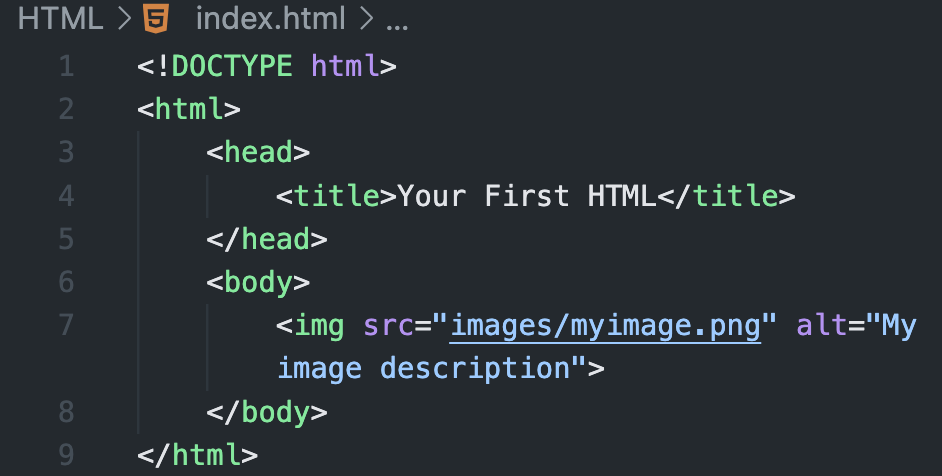 HTML > index.html > ...
1 <!DOCTYPE html>
2 <html>
3 <head>
4 <title>Your First HTML</title>
5 </head>
6 <body>
7 <img src="images/myimage.png" alt="My
image description">
8 </body>
9 </html>